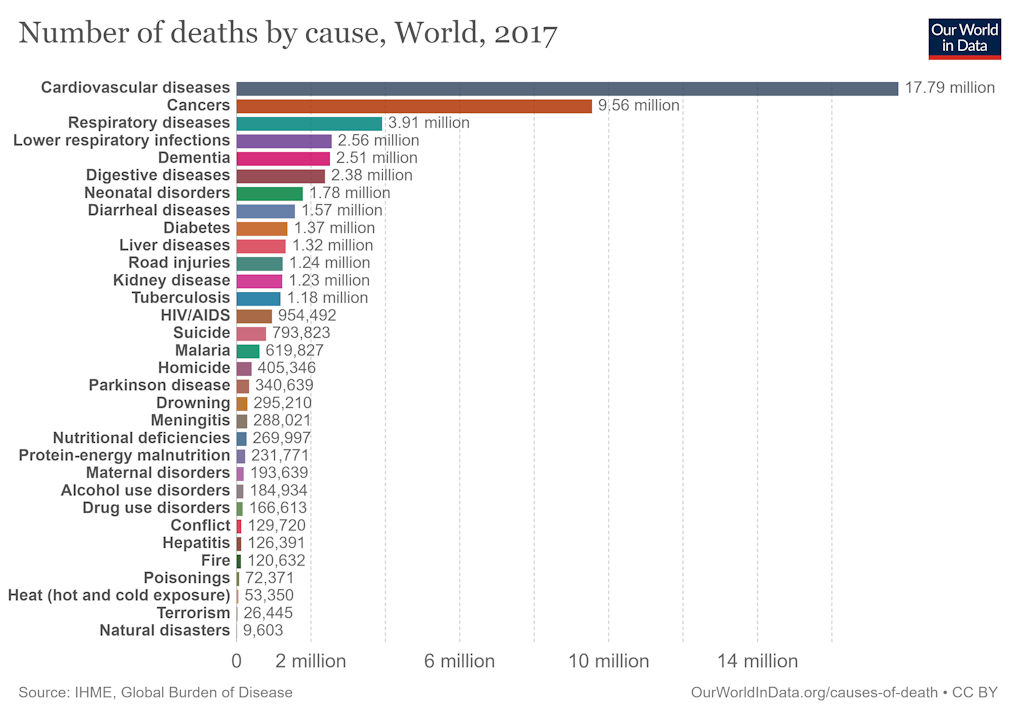 Number of deaths by cause, World, 2017
Our World
in Data
Cardiovascular diseases 17.79 million
Cancers 9.56 million
Respiratory diseases 3.91 million
Lower respiratory infections 2.56 million
Dementia 2.51 million
Digestive diseases 2.38 million
Neonatal disorders 1.78 million
Diarrheal diseases 1.57 million
Diabetes 1.37 million
Liver diseases 1.32 million
Road injuries 1.24 million
Kidney disease 1.23 million
Tuberculosis 1.18 million
HIV/AIDS 954,492
Suicide 793,823
Malaria 619,827
Homicide 405,346
Parkinson disease 340,639
Drowning 295,210
Meningitis 288,021
Nutritional deficiencies 269,997
Protein-energy malnutrition 231,771
Maternal disorders 193,639
Alcohol use disorders 184,934
Drug use disorders 166,613
Conflict 129,720
Hepatitis 126,391
Fire 120,632
Poisonings 72,371
Heat (hot and cold exposure) 53,350
Terrorism 26,445
Natural disasters 9,603
0 2 million 6 million 10 million 14 million
Source: IHME, Global Burden of Disease OurWorldInData.org/causes-of-death • CC BY